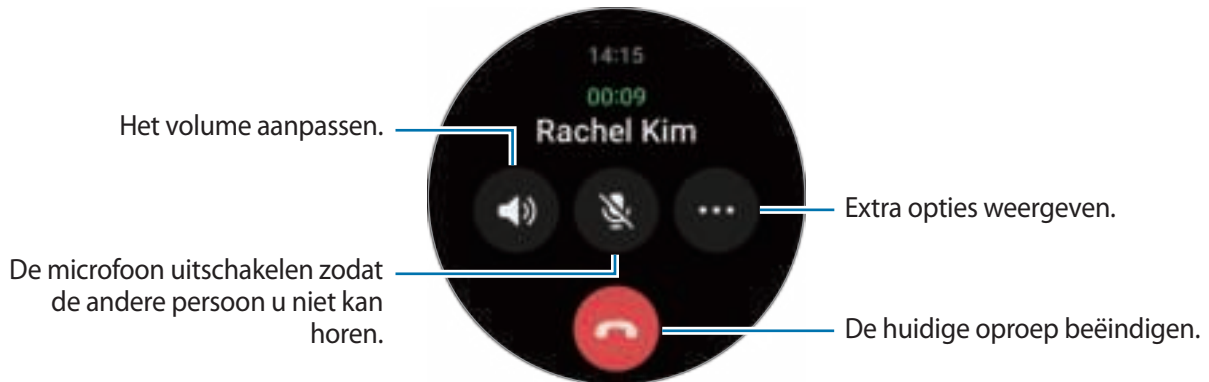 14:15
00:09
Rachel Kim
Het volume aanpassen.
Extra opties weergeven.
De microfoon uitschakelen zodat
de andere persoon u niet kan
horen.
De huidige oproep beëindigen.